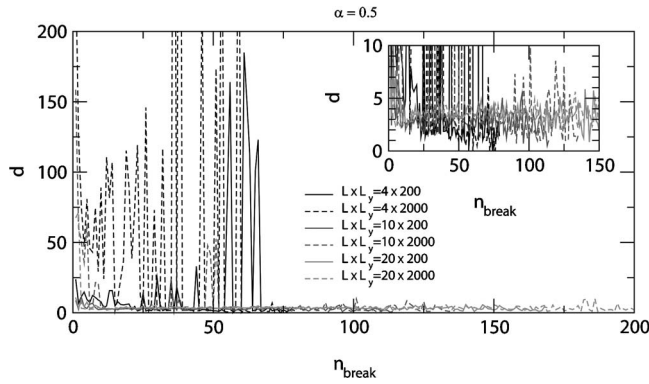 α = 0.5
200
150
100
50
0
d
0
50
100
150
200
n_break
10
5
0
d
0
50
100
150
n_break
L x L_y=4 x 200
L x L_y=4 x 2000
L x L_y=10 x 200
L x L_y=10 x 2000
L x L_y=20 x 200
L x L_y=20 x 2000